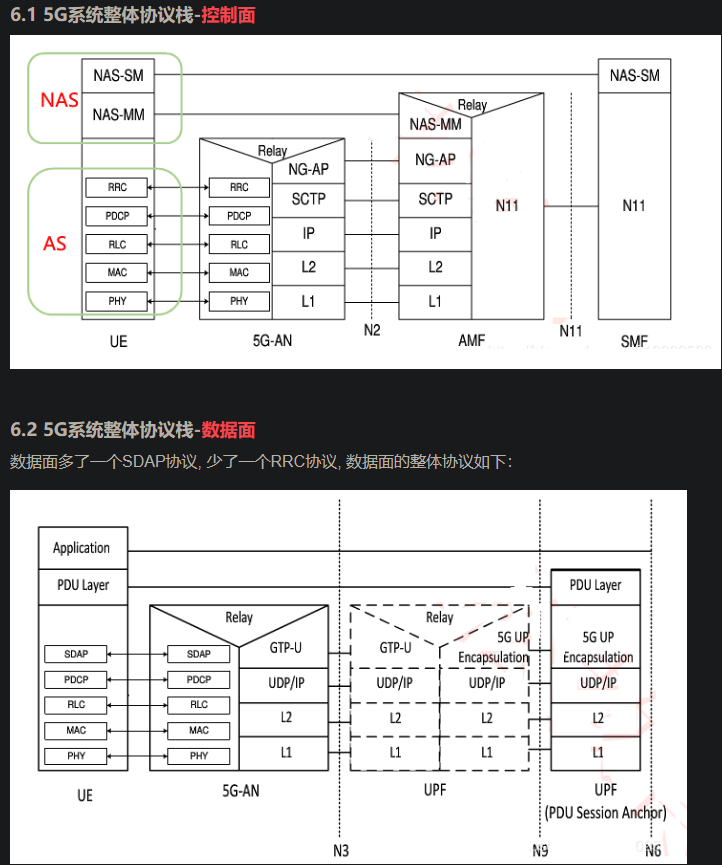 6.1 5G系统整体协议栈-控制面
NAS-SM NAS-SM
NAS
NAS-MM Relay
NAS-MM
Relay
NG-AP NG-AP
RRC RRC
SCTP SCTP N11 N11
PDCP PDCP
IP IP
AS RLC RLC
L2 L2
MAC MAC
PHY PHY L1 L1
UE 5G-AN N2 AMF N11 SMF
6.2 5G系统整体协议栈-数据面
数据面多了一个SDAP协议, 少了一个RRC协议, 数据面的整体协议如下:
Application
PDU Layer PDU Layer
Relay Relay
GTP-U GTP-U 5G UP 5G UP
SDAP SDAP Encapsulation Encapsulation
PDCP PDCP UDP/IP UDP/IP UDP/IP UDP/IP
RLC RLC
L2 L2 L2 L2
MAC MAC
PHY PHY L1 L1 L1 L1
UE 5G-AN UPF UPF
(PDU Session Anchor)
N3 N9 N6